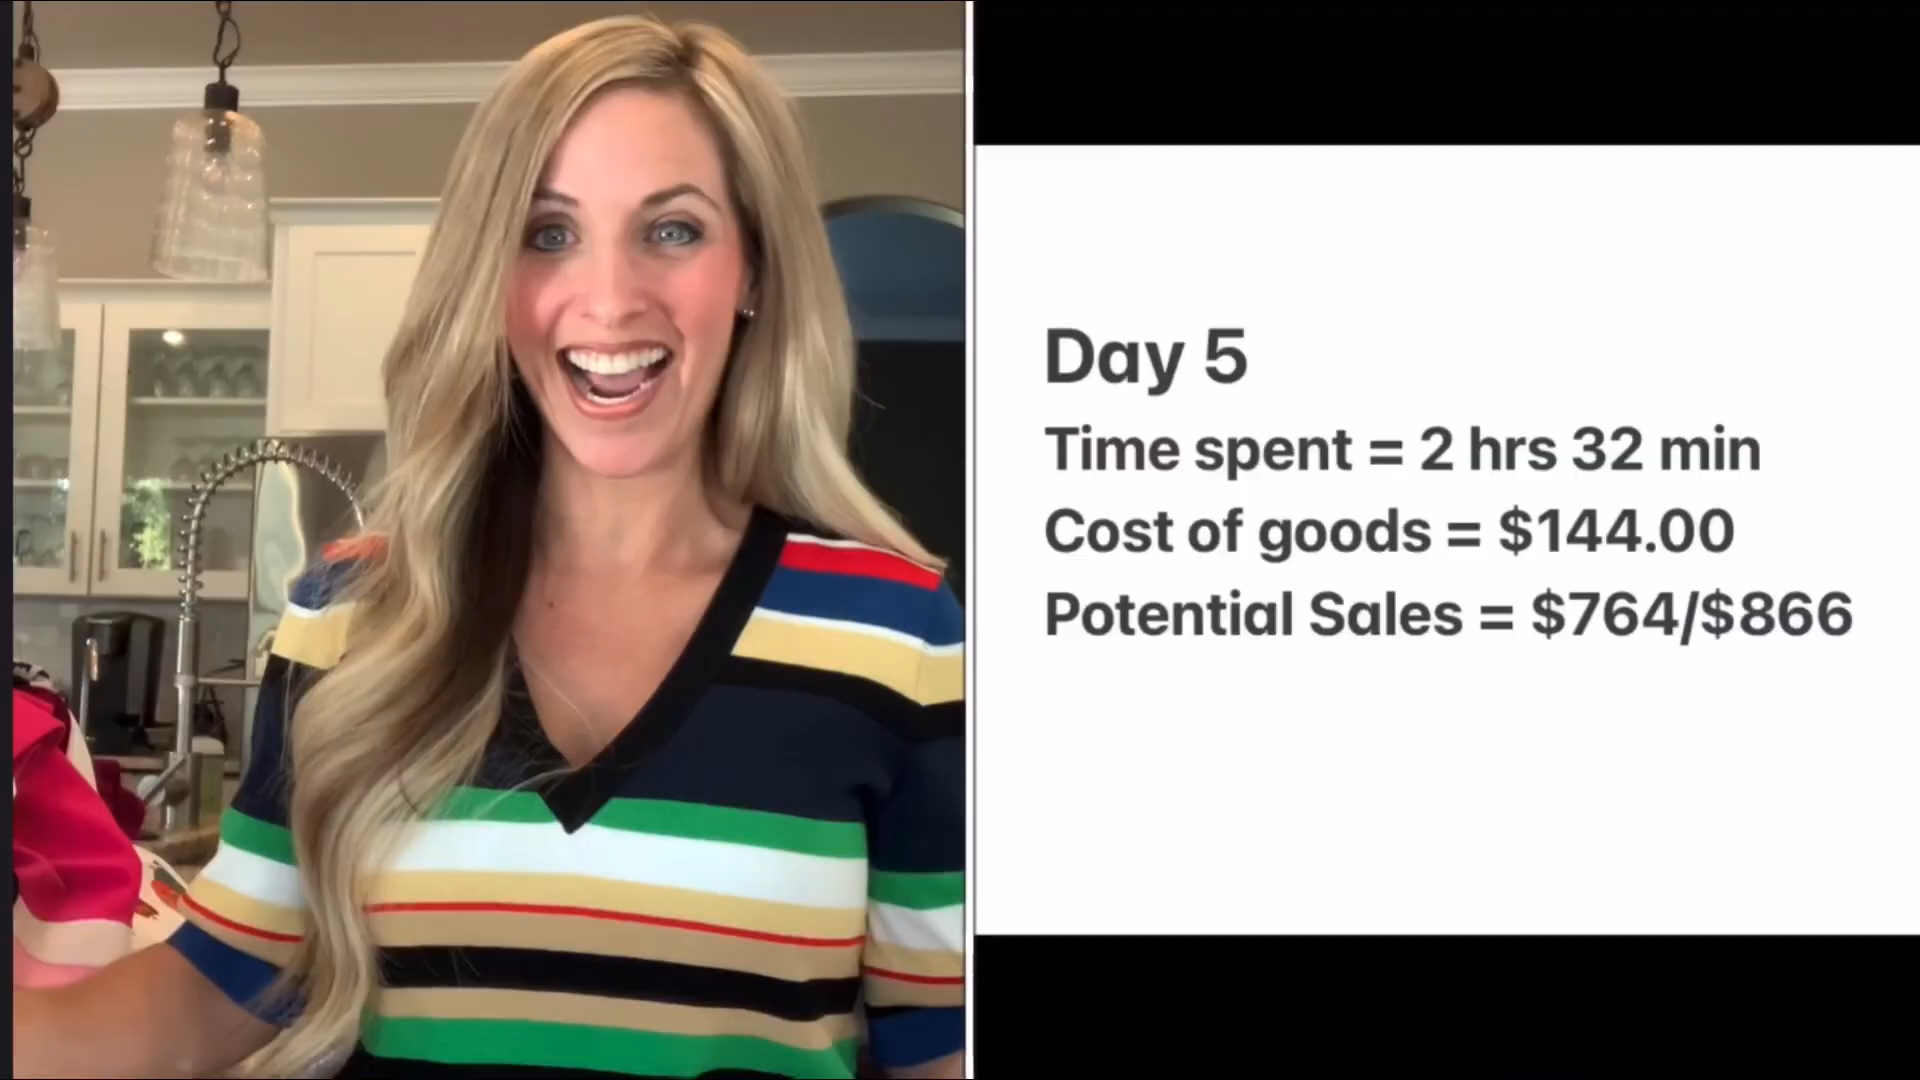 Day 5
Time spent = 2 hrs 32 min
Cost of goods = $144.00
Potential Sales = $764/$866